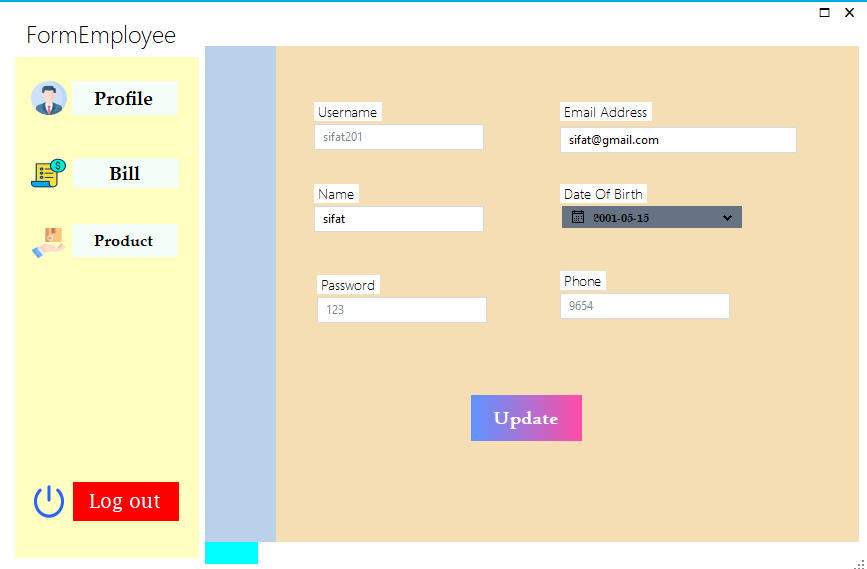 FormEmployee
Profile
Bill
$
Product
Log out
Username
sifat201
Email Address
sifat@gmail.com
Name
sifat
Date Of Birth
2001-05-15
Password
123
Phone
9654
Update